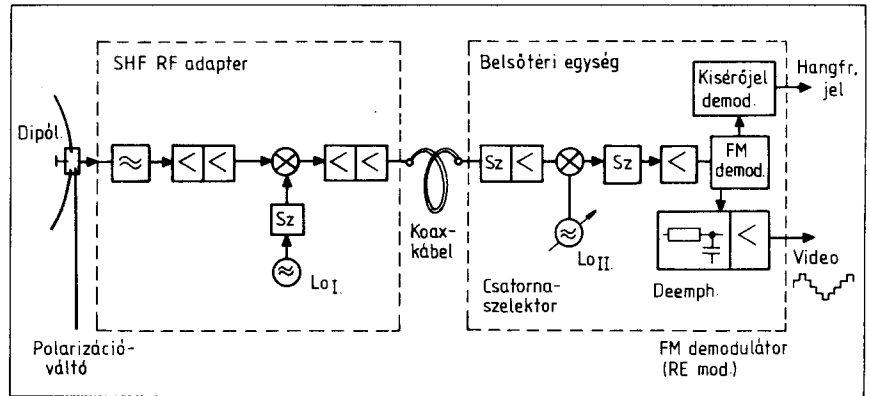 SHF RF adapter
Belsőtéri egység
Kisérőjel
demod.
Hangfr.
jel
Dipól.
FM
demod.
Sz
Sz
Sz
Koax-
kábel
Lo I.
Lo II.
Csatorna-
szelektor
Deemph.
Video
Polarizáció-
váltó
FM demodulátor
(RE mod.)